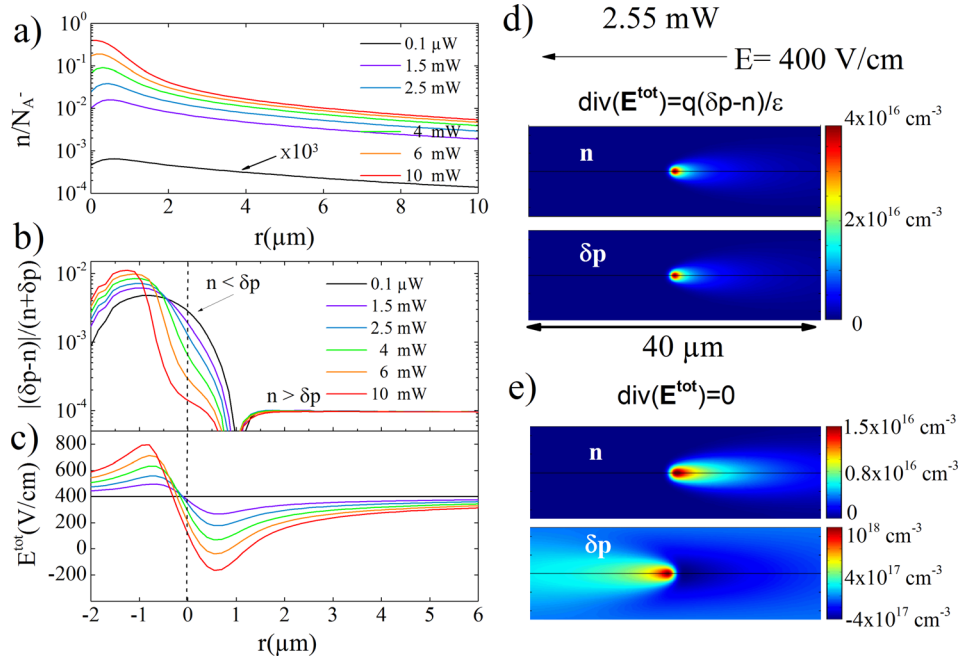 a)
n/N_A-
10^0
10^-1
10^-2
10^-3
10^-4
0.1 µW
1.5 mW
2.5 mW
4 mW
6 mW
10 mW
x10^3
0 2 4 6 8 10
r(µm)
b)
|(δp-n)|/(n+δp)
10^-2
10^-3
10^-4
n < δp
n > δp
0.1 µW
1.5 mW
2.5 mW
4 mW
6 mW
10 mW
c)
E^tot(V/cm)
800
600
400
200
0
-200
-2 -1 0 1 2 3 4 5 6
r(µm)
d)
2.55 mW
E= 400 V/cm
div(E^tot)=q(δp-n)/ε
n
δp
4x10^16 cm^-3
2x10^16 cm^-3
0
40 µm
e)
div(E^tot)=0
n
1.5x10^16 cm^-3
0.8x10^16 cm^-3
0
δp
10^18 cm^-3
4x10^17 cm^-3
-4x10^17 cm^-3